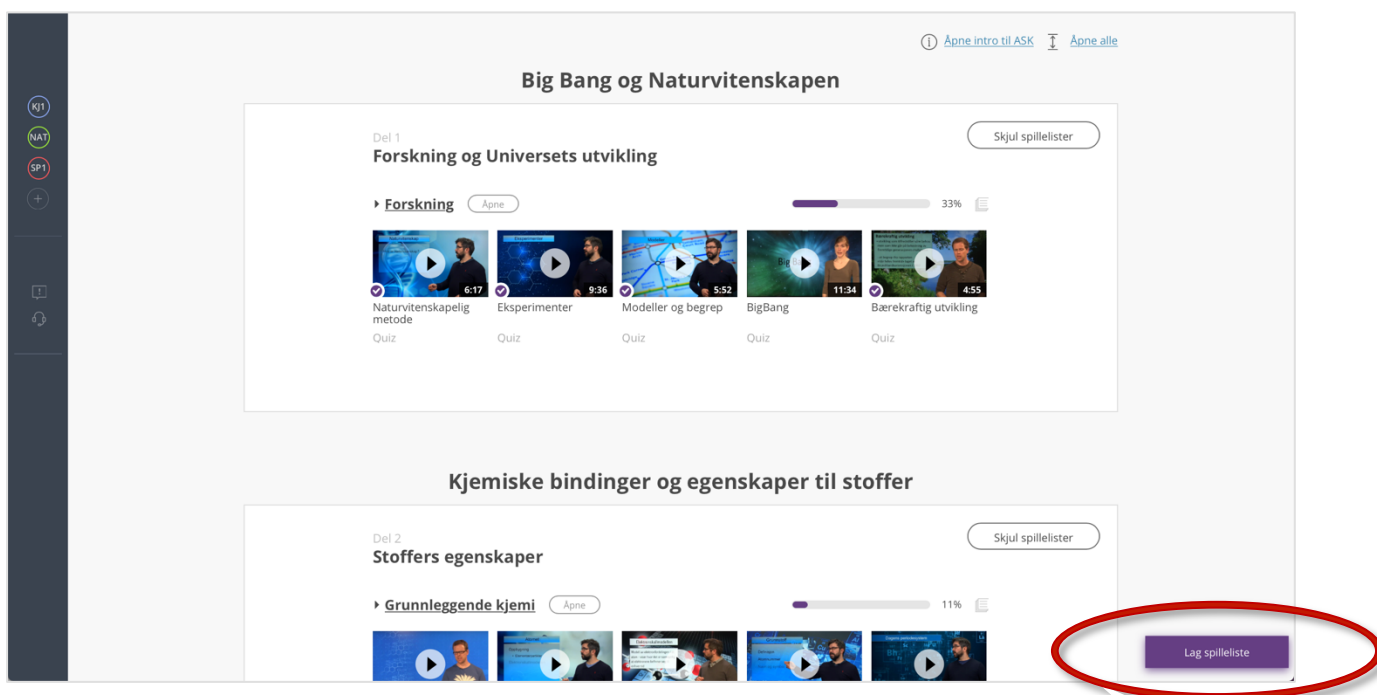 Åpne intro til ASK Åpne alle
Big Bang og Naturvitenskapen
KJ1
NAT
SP1
Del 1
Skjul spillelister
Forskning og Universets utvikling
Forskning Åpne 33%
6:17 9:36 5:52 11:34 4:55
Naturvitenskapelig metode
Eksperimenter
Modeller og begrep
BigBang
Bærekraftig utvikling
Quiz Quiz Quiz Quiz Quiz
Kjemiske bindinger og egenskaper til stoffer
Del 2
Skjul spillelister
Stoffers egenskaper
Grunnleggende kjemi Åpne 11%
Lag spilleliste